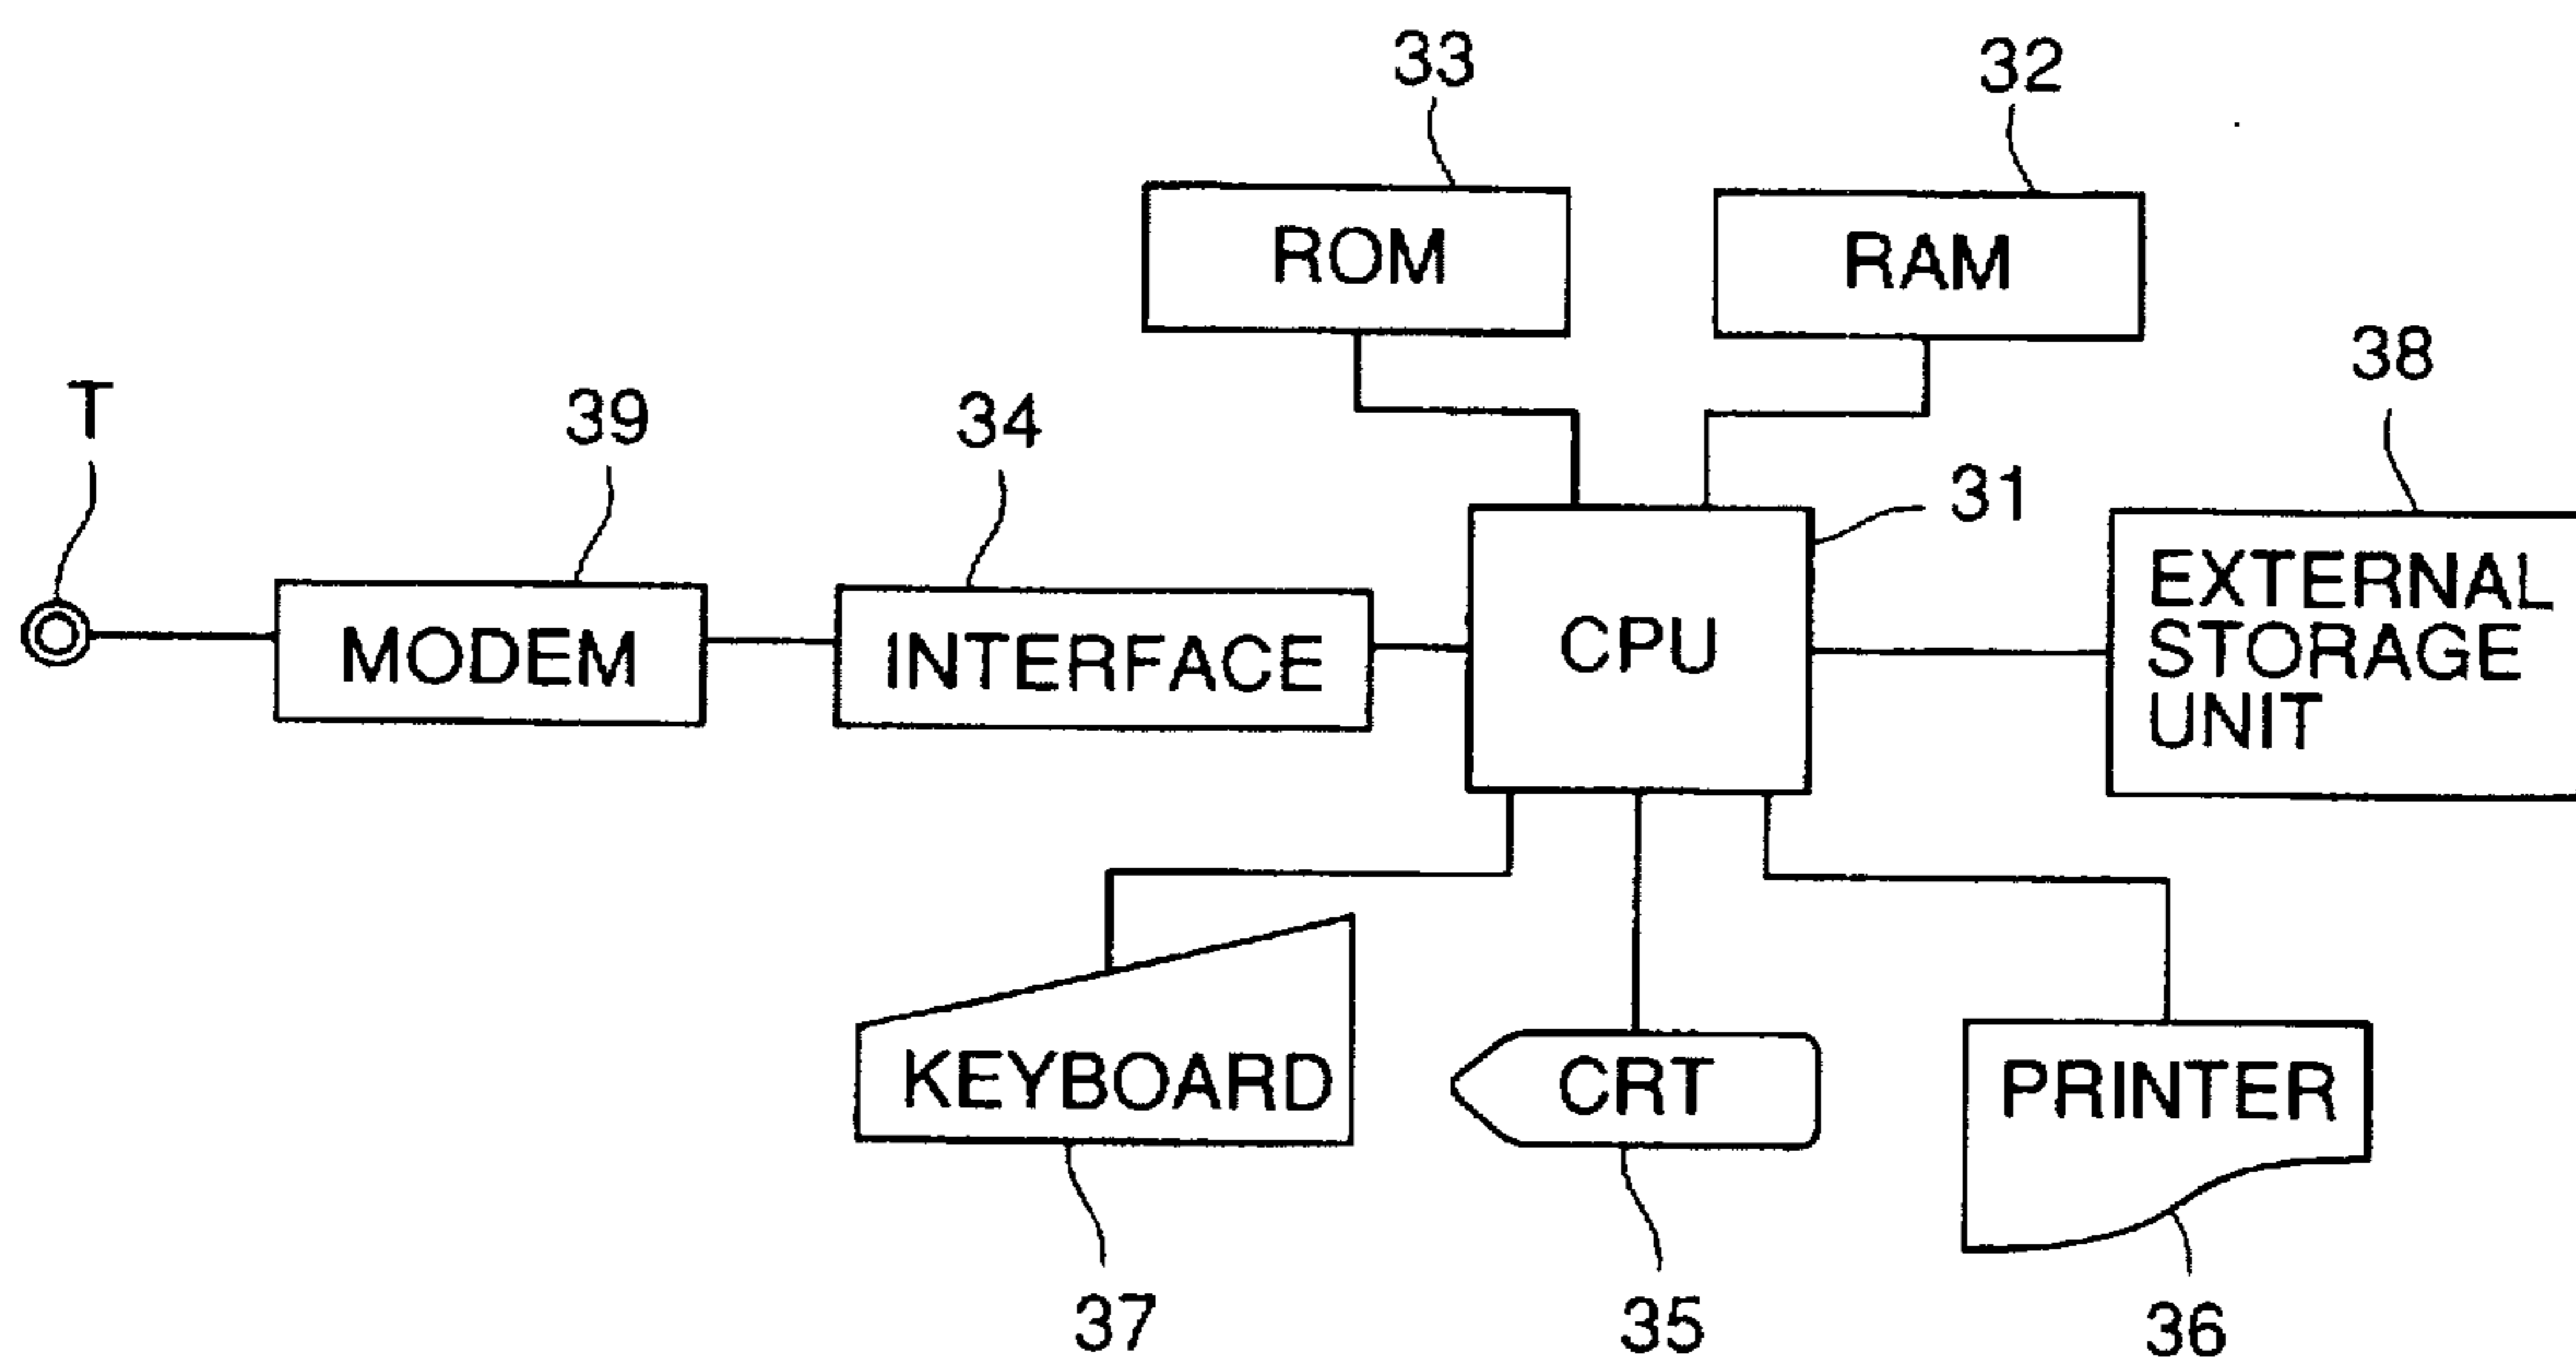 33
32
ROM
RAM
38
T
39
34
31
MODEM
INTERFACE
CPU
EXTERNAL
STORAGE
UNIT
KEYBOARD
CRT
PRINTER
37
35
36